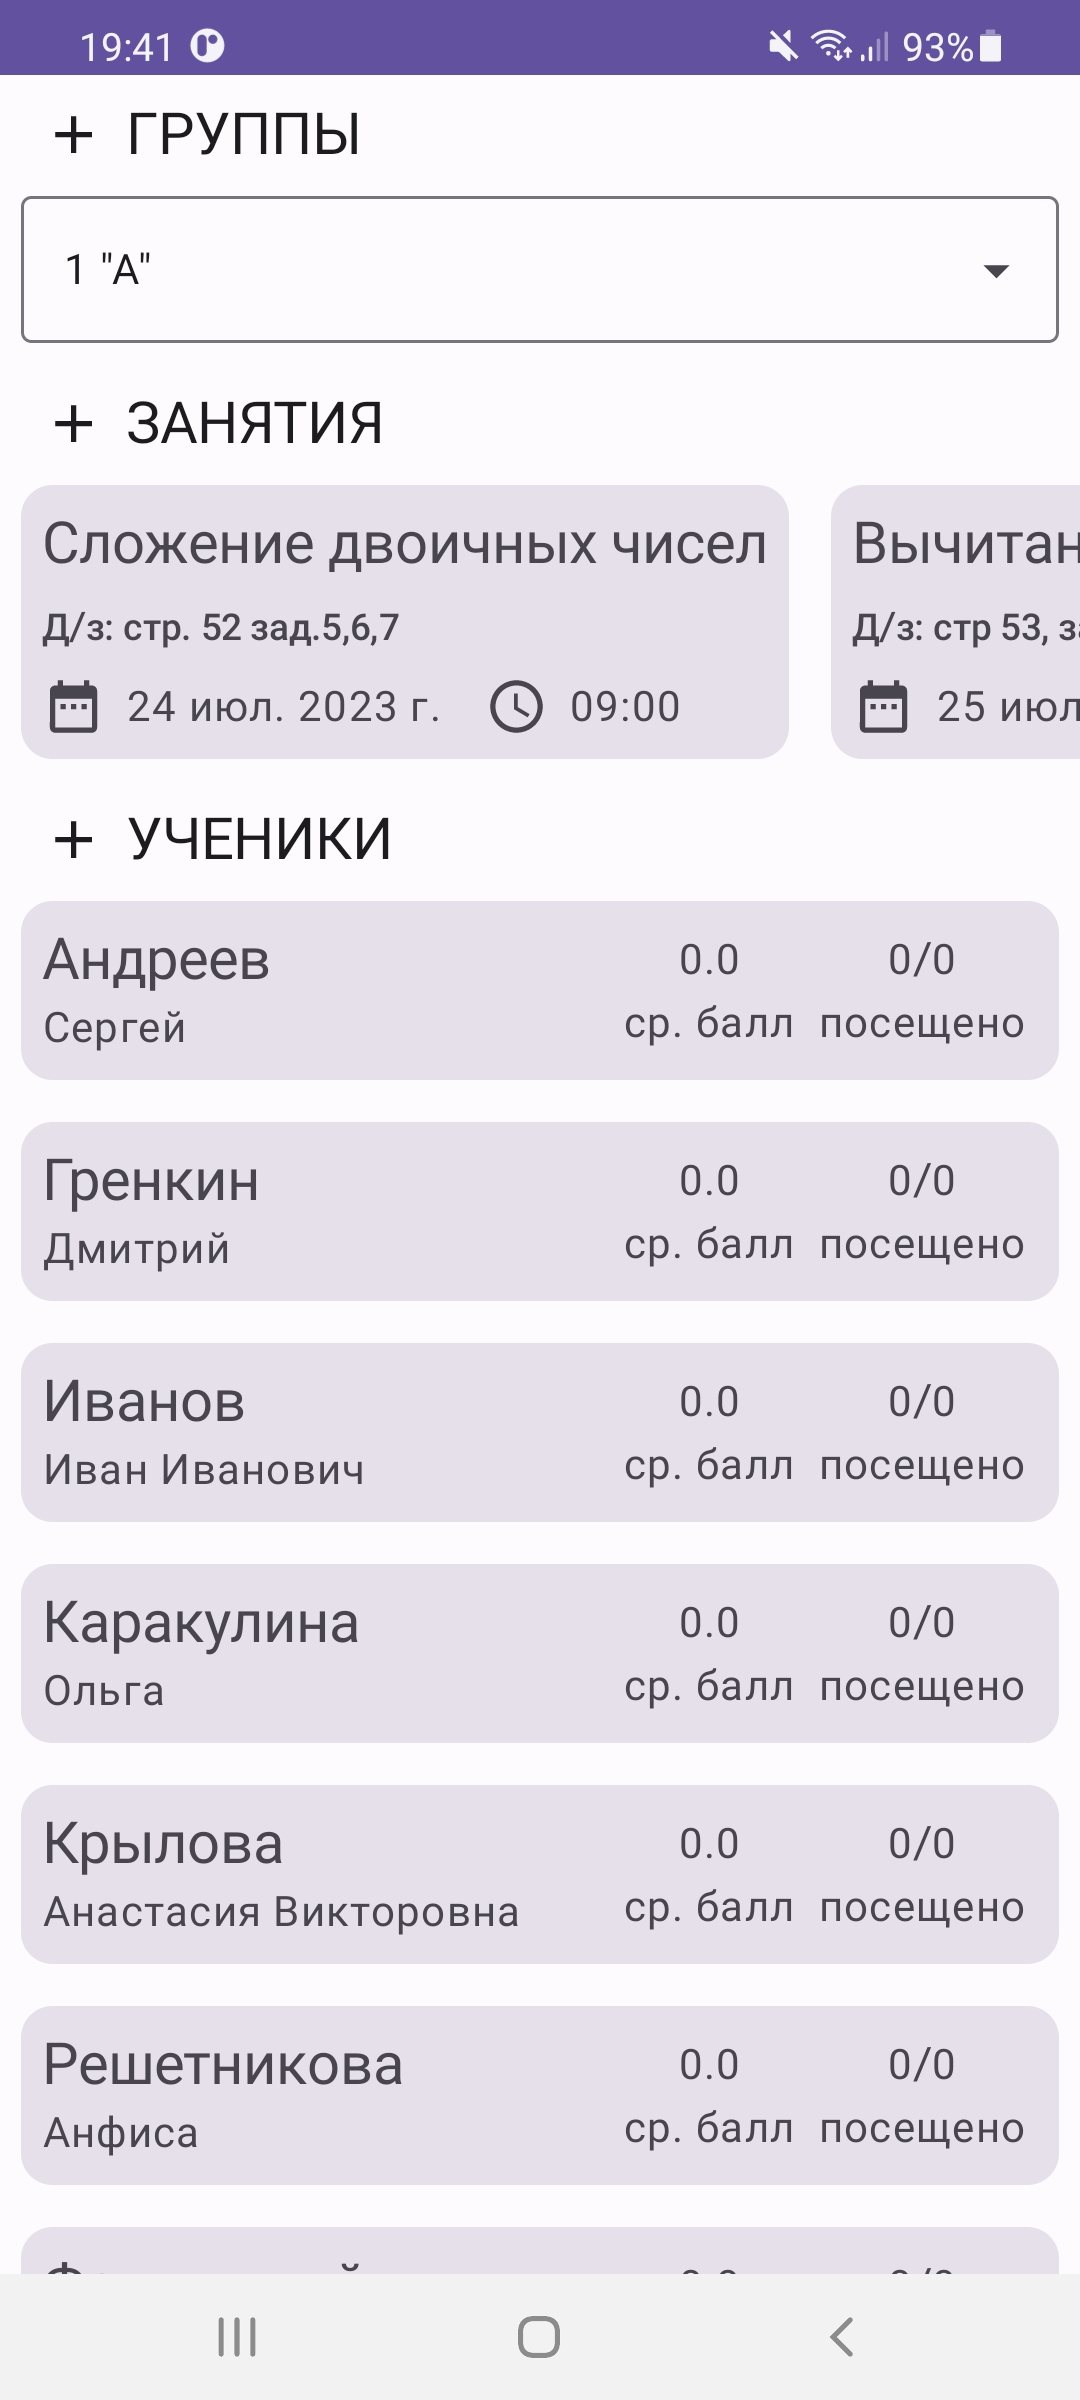 19:41 93%
+ ГРУППЫ
1 "А"
+ ЗАНЯТИЯ
Сложение двоичных чисел
Д/з: стр. 52 зад.5,6,7
24 июл. 2023 г. 09:00
Вычитан
Д/з: стр 53, за
25 июл
+ УЧЕНИКИ
Андреев 0.0 0/0
Сергей ср. балл посещено
Гренкин 0.0 0/0
Дмитрий ср. балл посещено
Иванов 0.0 0/0
Иван Иванович ср. балл посещено
Каракулина 0.0 0/0
Ольга ср. балл посещено
Крылова 0.0 0/0
Анастасия Викторовна ср. балл посещено
Решетникова 0.0 0/0
Анфиса ср. балл посещено